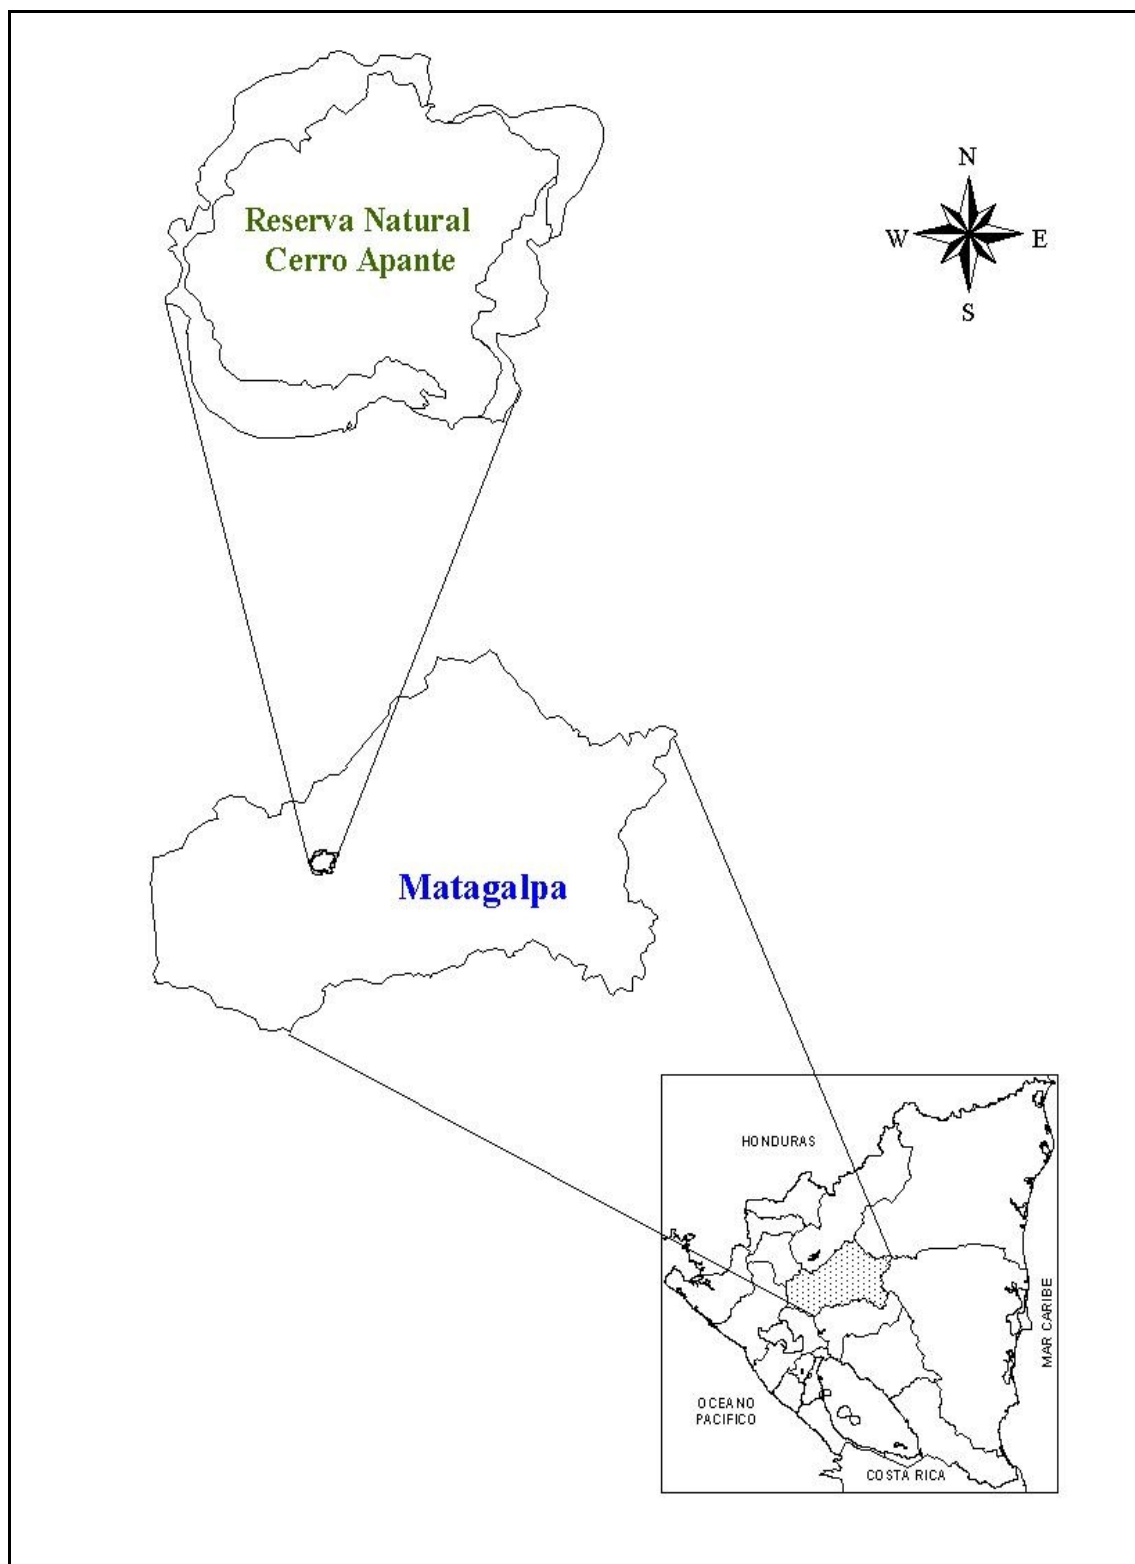 Reserva Natural
Cerro Apante
N
W
E
S
Matagalpa
HONDURAS
MAR CARIBE
OCEANO
PACIFICO
COSTA RICA